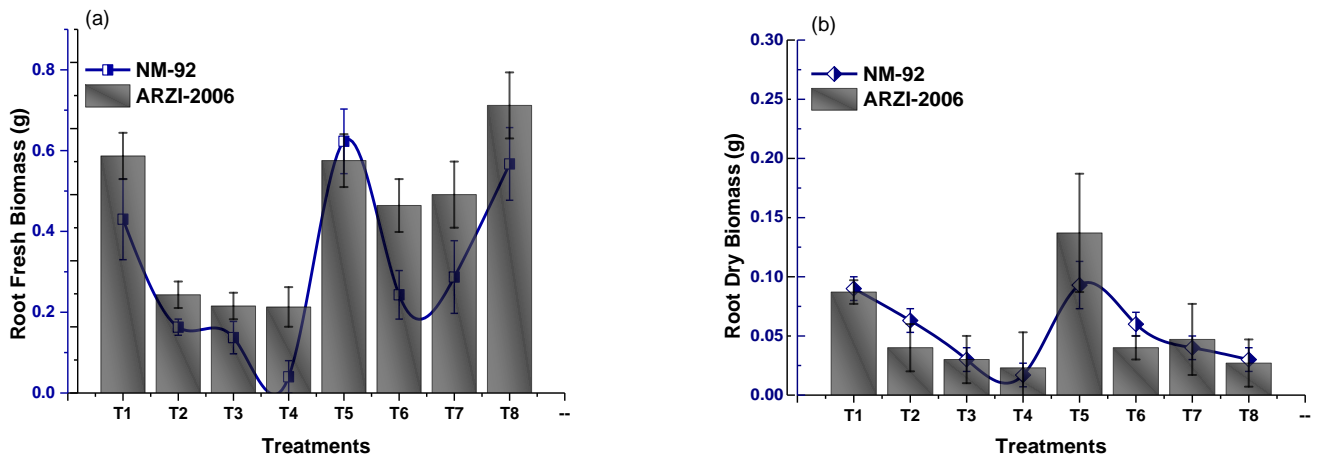 (a)
0.8
0.6
0.4
0.2
0.0
Root Fresh Biomass (g)
NM-92
ARZI-2006
T1 T2 T3 T4 T5 T6 T7 T8 --
Treatments
(b)
0.30
0.25
0.20
0.15
0.10
0.05
0.00
Root Dry Biomass (g)
NM-92
ARZI-2006
T1 T2 T3 T4 T5 T6 T7 T8 --
Treatments